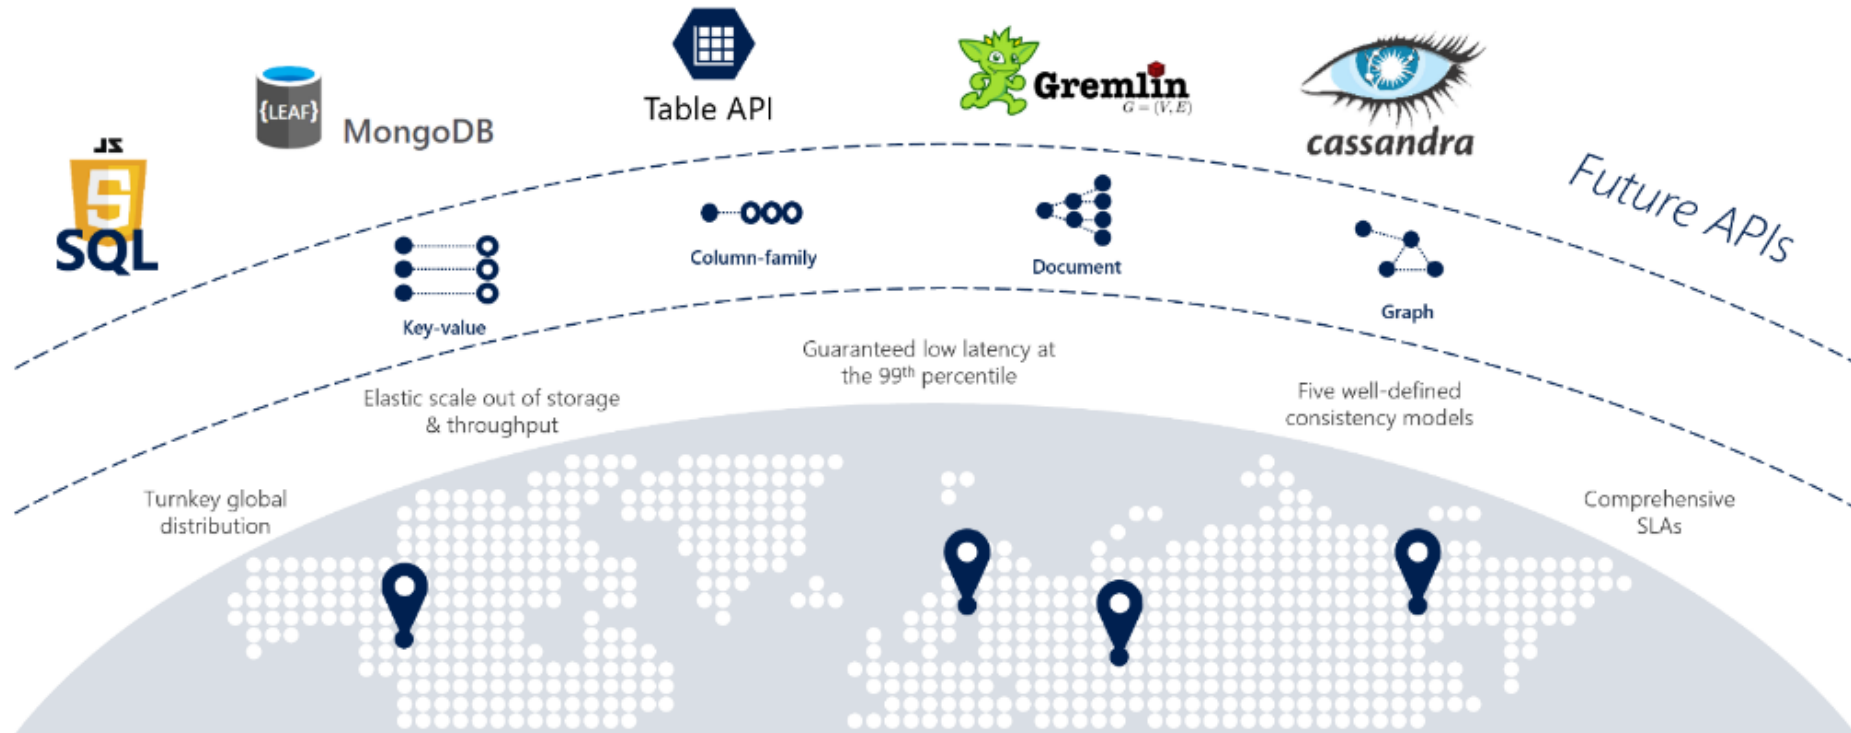 JS
SQL
{LEAF}
MongoDB
Table API
Gremlin
G = (V, E)
cassandra
Future APIs
Key-value
Column-family
Document
Graph
Turnkey global
distribution
Elastic scale out of storage
& throughput
Guaranteed low latency at
the 99th percentile
Five well-defined
consistency models
Comprehensive
SLAs